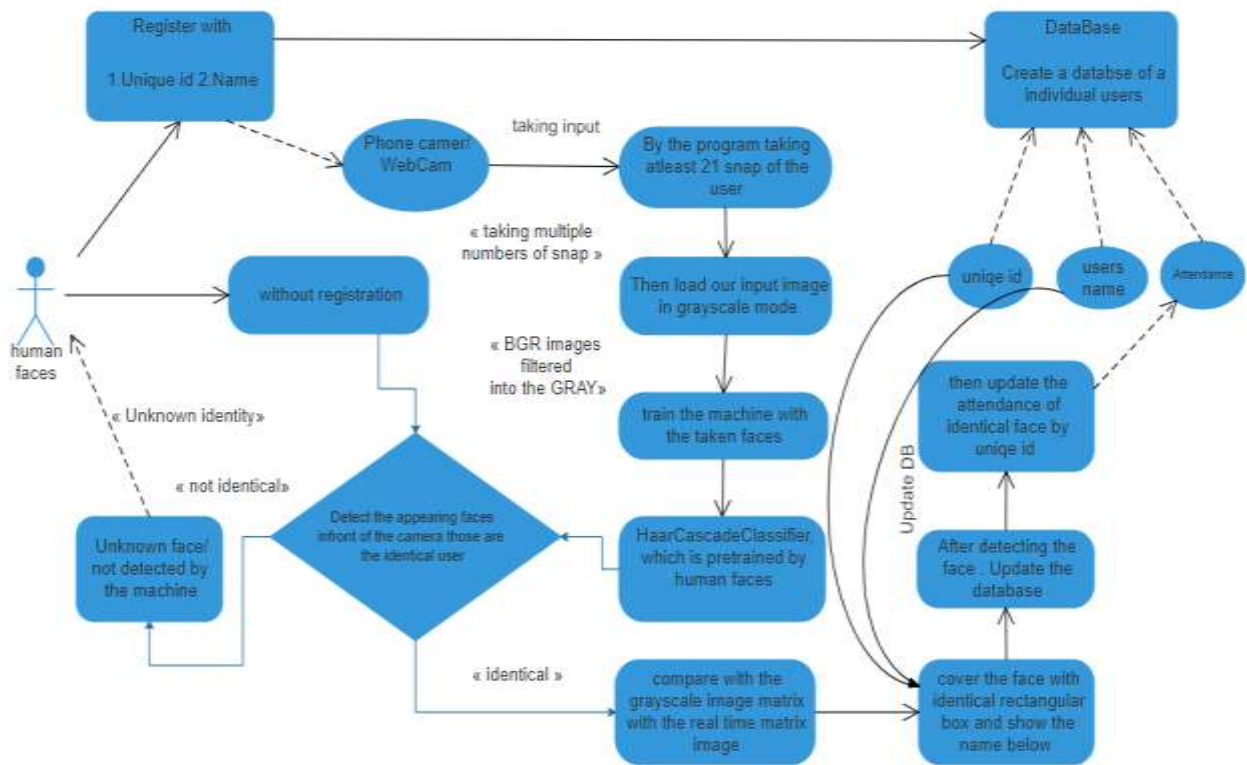 Register with
1.Unique id 2.Name
DataBase
Create a databse of a
individual users
Phone camer/
WebCam
taking input
By the program taking
atleast 21 snap of the
user
« taking multiple
numbers of snap »
human
faces
without registration
Then load our input image
in grayscale mode
uniqe id
users
name
Attendance
« BGR images
filtered
into the GRAY»
« Unknown identity»
train the machine with
the taken faces
then update the
attendance of
identical face by
uniqe id
Update DB
« not identical»
Detect the appearing faces
infront of the camera those are
the identical user
HaarCascadeClassifier,
which is pretrained by
human faces
Unknown face/
not detected by
the machine
After detecting the
face . Update the
database
« identical »
compare with the
grayscale image matrix
with the real time matrix
image
cover the face with
identical rectangular
box and show the
name below